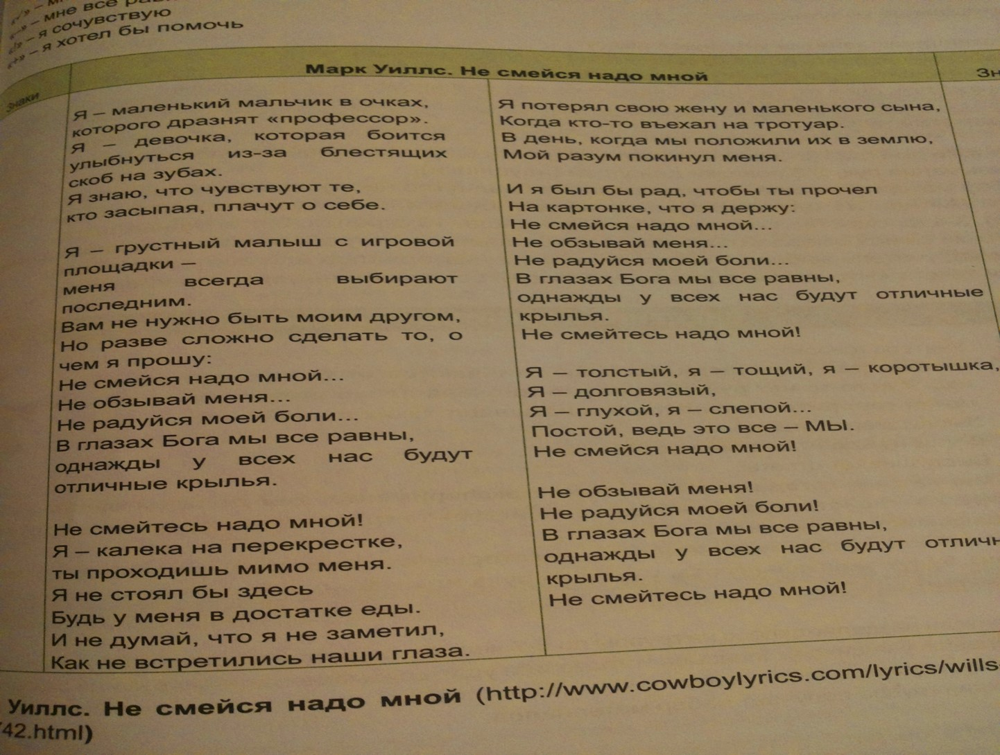 «–» – мне все
«!» – я сочувствую
«+» – я хотел бы помочь
Знаки
Марк Уиллс. Не смейся надо мной
Я – маленький мальчик в очках,
которого дразнят «профессор».
Я – девочка, которая боится
улыбнуться из-за блестящих
скоб на зубах.
Я знаю, что чувствуют те,
кто засыпая, плачут о себе.
Я – грустный малыш с игровой
площадки –
меня всегда выбирают
последним.
Вам не нужно быть моим другом,
Но разве сложно сделать то, о
чем я прошу:
Не смейся надо мной...
Не обзывай меня...
Не радуйся моей боли...
В глазах Бога мы все равны,
однажды у всех нас будут
отличные крылья.
Не смейтесь надо мной!
Я – калека на перекрестке,
ты проходишь мимо меня.
Я не стоял бы здесь
Будь у меня в достатке еды.
И не думай, что я не заметил,
Как не встретились наши глаза.
Я потерял свою жену и маленького сына,
Когда кто-то въехал на тротуар.
В день, когда мы положили их в землю,
Мой разум покинул меня.
И я был бы рад, чтобы ты прочел
На картонке, что я держу:
Не смейся надо мной...
Не обзывай меня...
Не радуйся моей боли...
В глазах Бога мы все равны,
однажды у всех нас будут отличные
крылья.
Не смейтесь надо мной!
Я – толстый, я – тощий, я – коротышка,
Я – долговязый,
Я – глухой, я – слепой...
Постой, ведь это все – МЫ.
Не смейся надо мной!
Не обзывай меня!
Не радуйся моей боли!
В глазах Бога мы все равны,
однажды у всех нас будут отличн
крылья.
Не смейтесь надо мной!
Зн
Уиллс. Не смейся надо мной (http://www.cowboylyrics.com/lyrics/wills-
42.html)